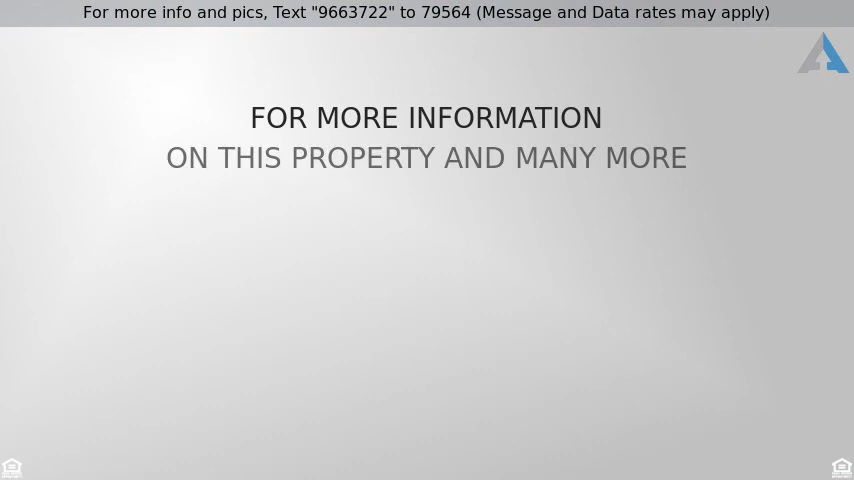 For more info and pics, Text "9663722" to 79564 (Message and Data rates may apply)
FOR MORE INFORMATION
ON THIS PROPERTY AND MANY MORE